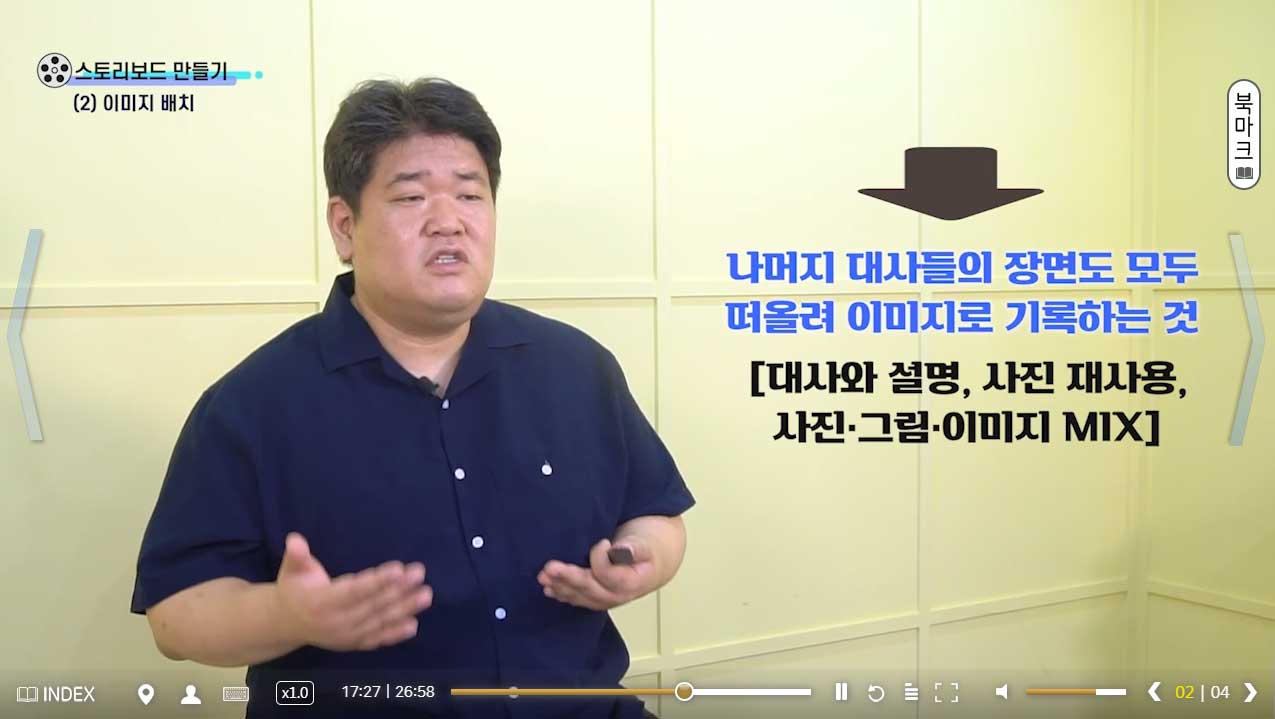 스토리보드 만들기
(2) 이미지 배치
북마크
나머지 대사들의 장면도 모두
떠올려 이미지로 기록하는 것
[대사와 설명, 사진 재사용,
사진·그림·이미지 MIX]
INDEX
x1.0
17:27 | 26:58
02 | 04